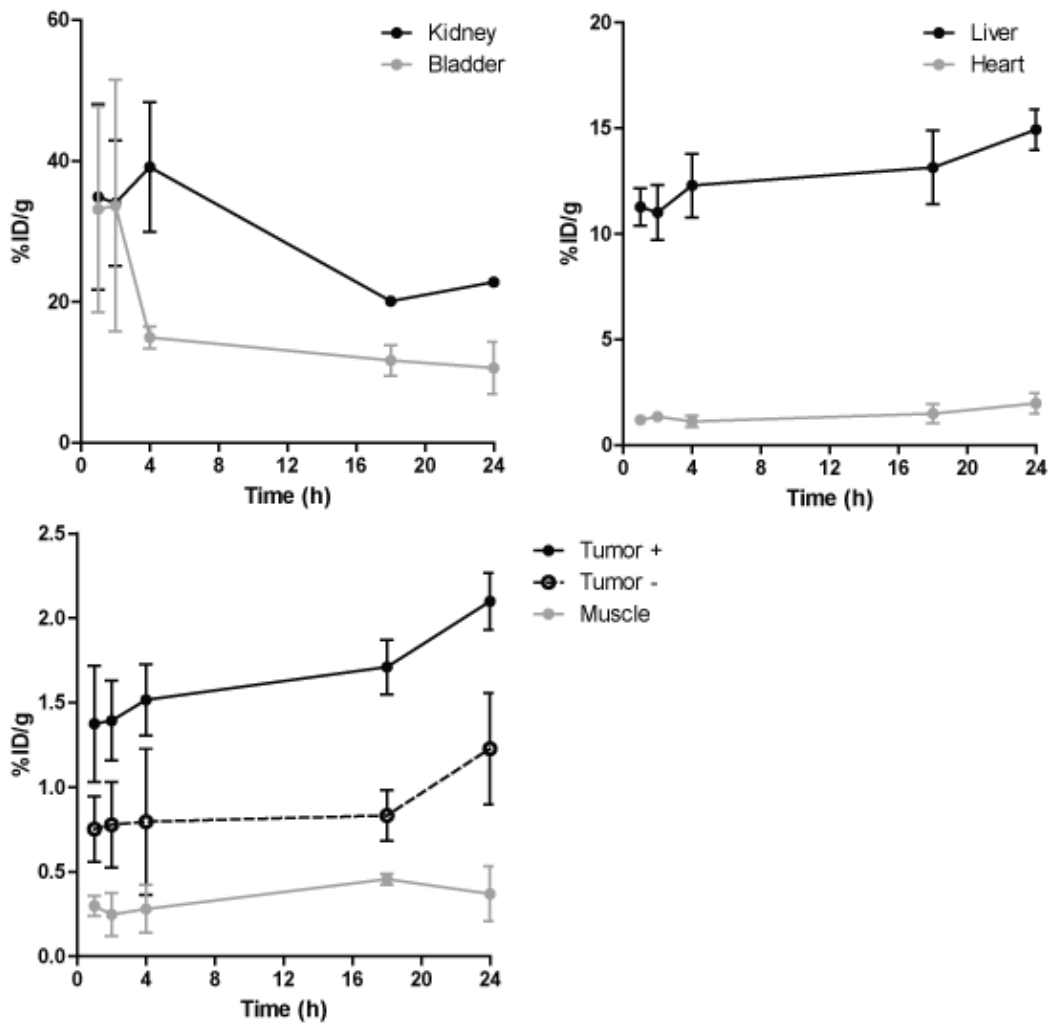 60
40
20
0
%ID/g
Kidney
Bladder
0 4 8 12 16 20 24
Time (h)
20
15
10
5
0
%ID/g
Liver
Heart
0 4 8 12 16 20 24
Time (h)
2.5
2.0
1.5
1.0
0.5
0.0
%ID/g
Tumor +
Tumor -
Muscle
0 4 8 12 16 20 24
Time (h)